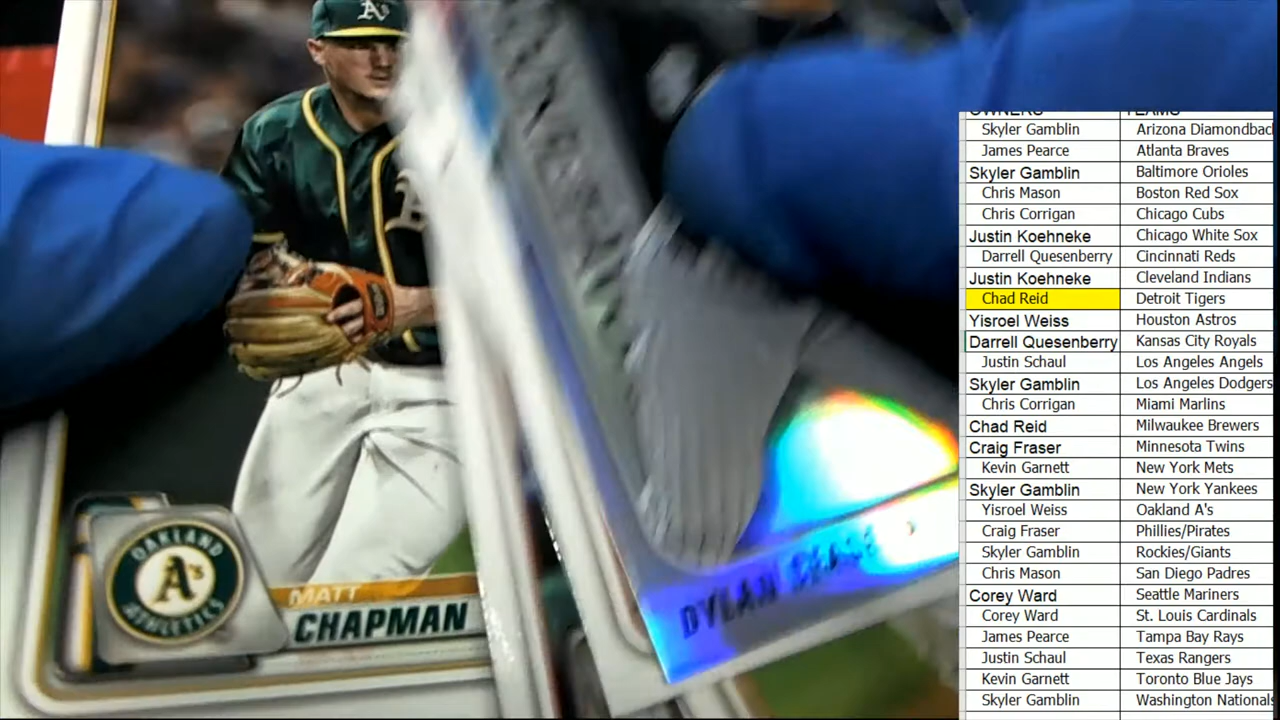 A's
A
OAKLAND
A's
ATHLETICS
MATT
CHAPMAN
DYLAN CEASE
OWNERS TEAMS
Skyler Gamblin Arizona Diamondbac
James Pearce Atlanta Braves
Skyler Gamblin Baltimore Orioles
Chris Mason Boston Red Sox
Chris Corrigan Chicago Cubs
Justin Koehneke Chicago White Sox
Darrell Quesenberry Cincinnati Reds
Justin Koehneke Cleveland Indians
Chad Reid Detroit Tigers
Yisroel Weiss Houston Astros
Darrell Quesenberry Kansas City Royals
Justin Schaul Los Angeles Angels
Skyler Gamblin Los Angeles Dodgers
Chris Corrigan Miami Marlins
Chad Reid Milwaukee Brewers
Craig Fraser Minnesota Twins
Kevin Garnett New York Mets
Skyler Gamblin New York Yankees
Yisroel Weiss Oakland A's
Craig Fraser Phillies/Pirates
Skyler Gamblin Rockies/Giants
Chris Mason San Diego Padres
Corey Ward Seattle Mariners
Corey Ward St. Louis Cardinals
James Pearce Tampa Bay Rays
Justin Schaul Texas Rangers
Kevin Garnett Toronto Blue Jays
Skyler Gamblin Washington Nationals